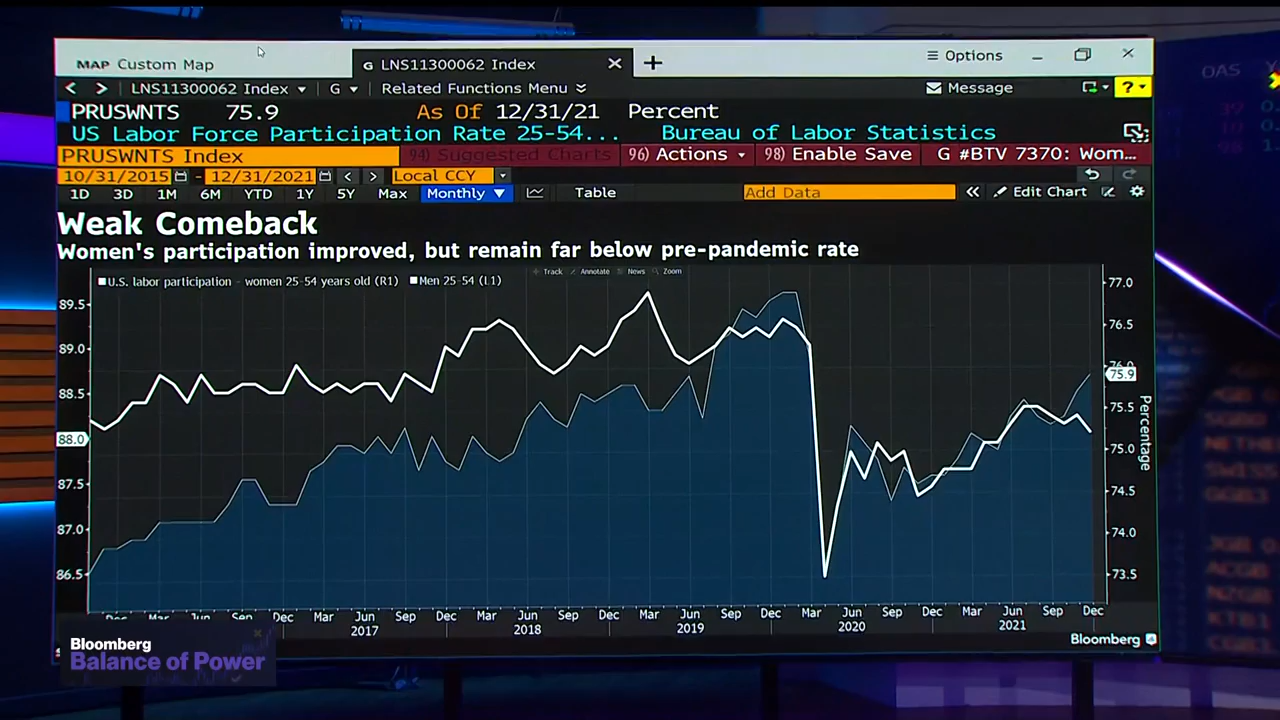 MAP Custom Map
G LNS11300062 Index × +
≡ Options
< > LNS11300062 Index ▾ G ▾ Related Functions Menu
Message
? ▾
PRUSWNTS 75.9 As Of 12/31/21 Percent
US Labor Force Participation Rate 25-54... Bureau of Labor Statistics
PRUSWNTS Index 94) Suggested Charts 96) Actions ▾ 98) Enable Save G #BTV 7370: Wom...
10/31/2015 - 12/31/2021 < > Local CCY ▾
1D 3D 1M 6M YTD 1Y 5Y Max Monthly ▼ Table Add Data « Edit Chart
Weak Comeback
Women's participation improved, but remain far below pre-pandemic rate
Track Annotate News Zoom
U.S. labor participation - women 25-54 years old (R1) Men 25-54 (L1)
89.5
89.0
88.5
88.0
87.5
87.0
86.5
77.0
76.5
76.0
75.9
75.5
75.0
74.5
74.0
73.5
Percentage
Dec Mar Jun Sep Dec Mar Jun Sep Dec Mar Jun Sep Dec Mar Jun Sep Dec Mar Jun Sep Dec Mar Jun Sep Dec
2017 2018 2019 2020 2021
Bloomberg
Bloomberg
Balance of Power
OAS